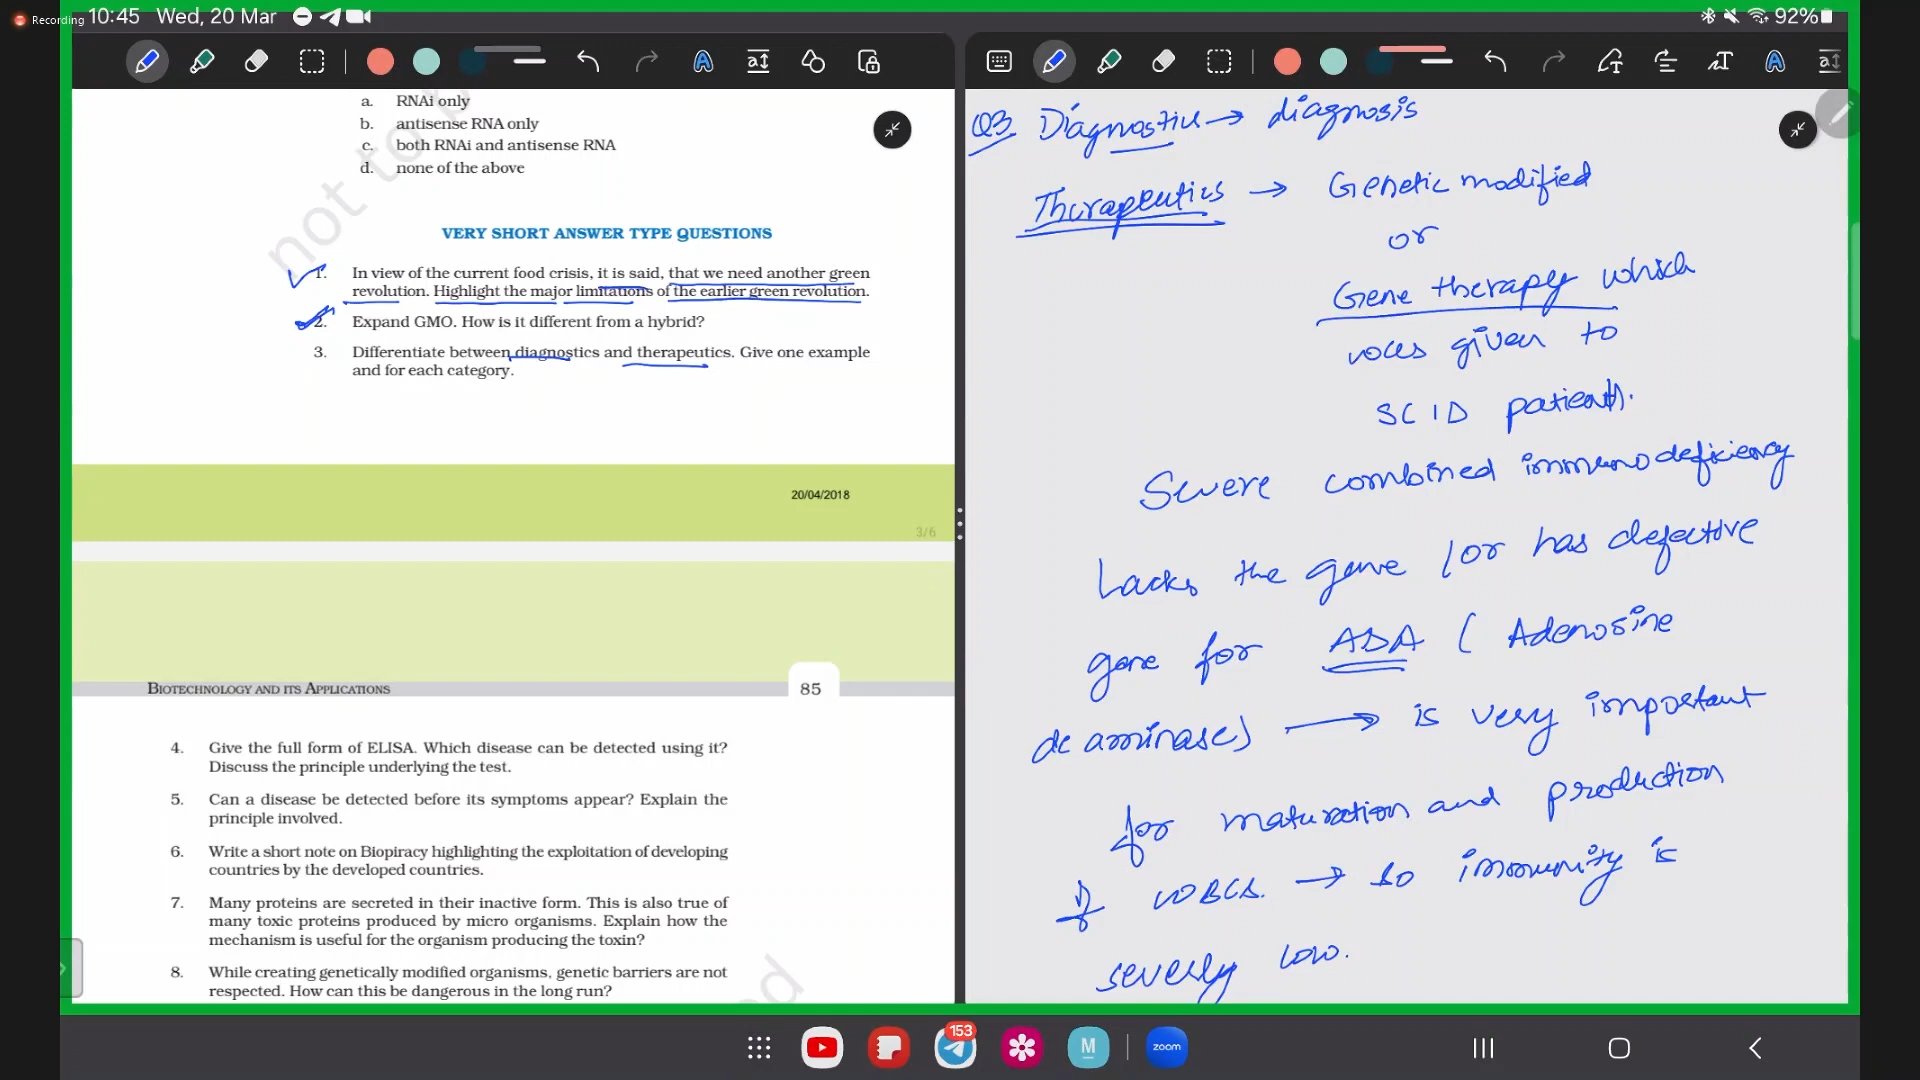 Recording 10:45 Wed, 20 Mar 92%
a. RNAi only
b. antisense RNA only
c. both RNAi and antisense RNA
d. none of the above
not to b
VERY SHORT ANSWER TYPE QUESTIONS
1. In view of the current food crisis, it is said, that we need another green
revolution. Highlight the major limitations of the earlier green revolution.
2. Expand GMO. How is it different from a hybrid?
3. Differentiate between diagnostics and therapeutics. Give one example
and for each category.
20/04/2018
3/6
BIOTECHNOLOGY AND ITS APPLICATIONS 85
4. Give the full form of ELISA. Which disease can be detected using it?
Discuss the principle underlying the test.
5. Can a disease be detected before its symptoms appear? Explain the
principle involved.
6. Write a short note on Biopiracy highlighting the exploitation of developing
countries by the developed countries.
7. Many proteins are secreted in their inactive form. This is also true of
many toxic proteins produced by micro organisms. Explain how the
mechanism is useful for the organism producing the toxin?
8. While creating genetically modified organisms, genetic barriers are not
respected. How can this be dangerous in the long run?
Q3 Diagnostics → diagnosis
Therapeutics → Genetic modified
or
Gene therapy which
was given to
SCID patients.
Severe combined immunodeficiency
Lacks the gene / or has defective
gene for ADA ( Adenosine
deaminase) → is very important
for maturation and production
of WBCs. → so immunity is
severly low.
153
M
zoom